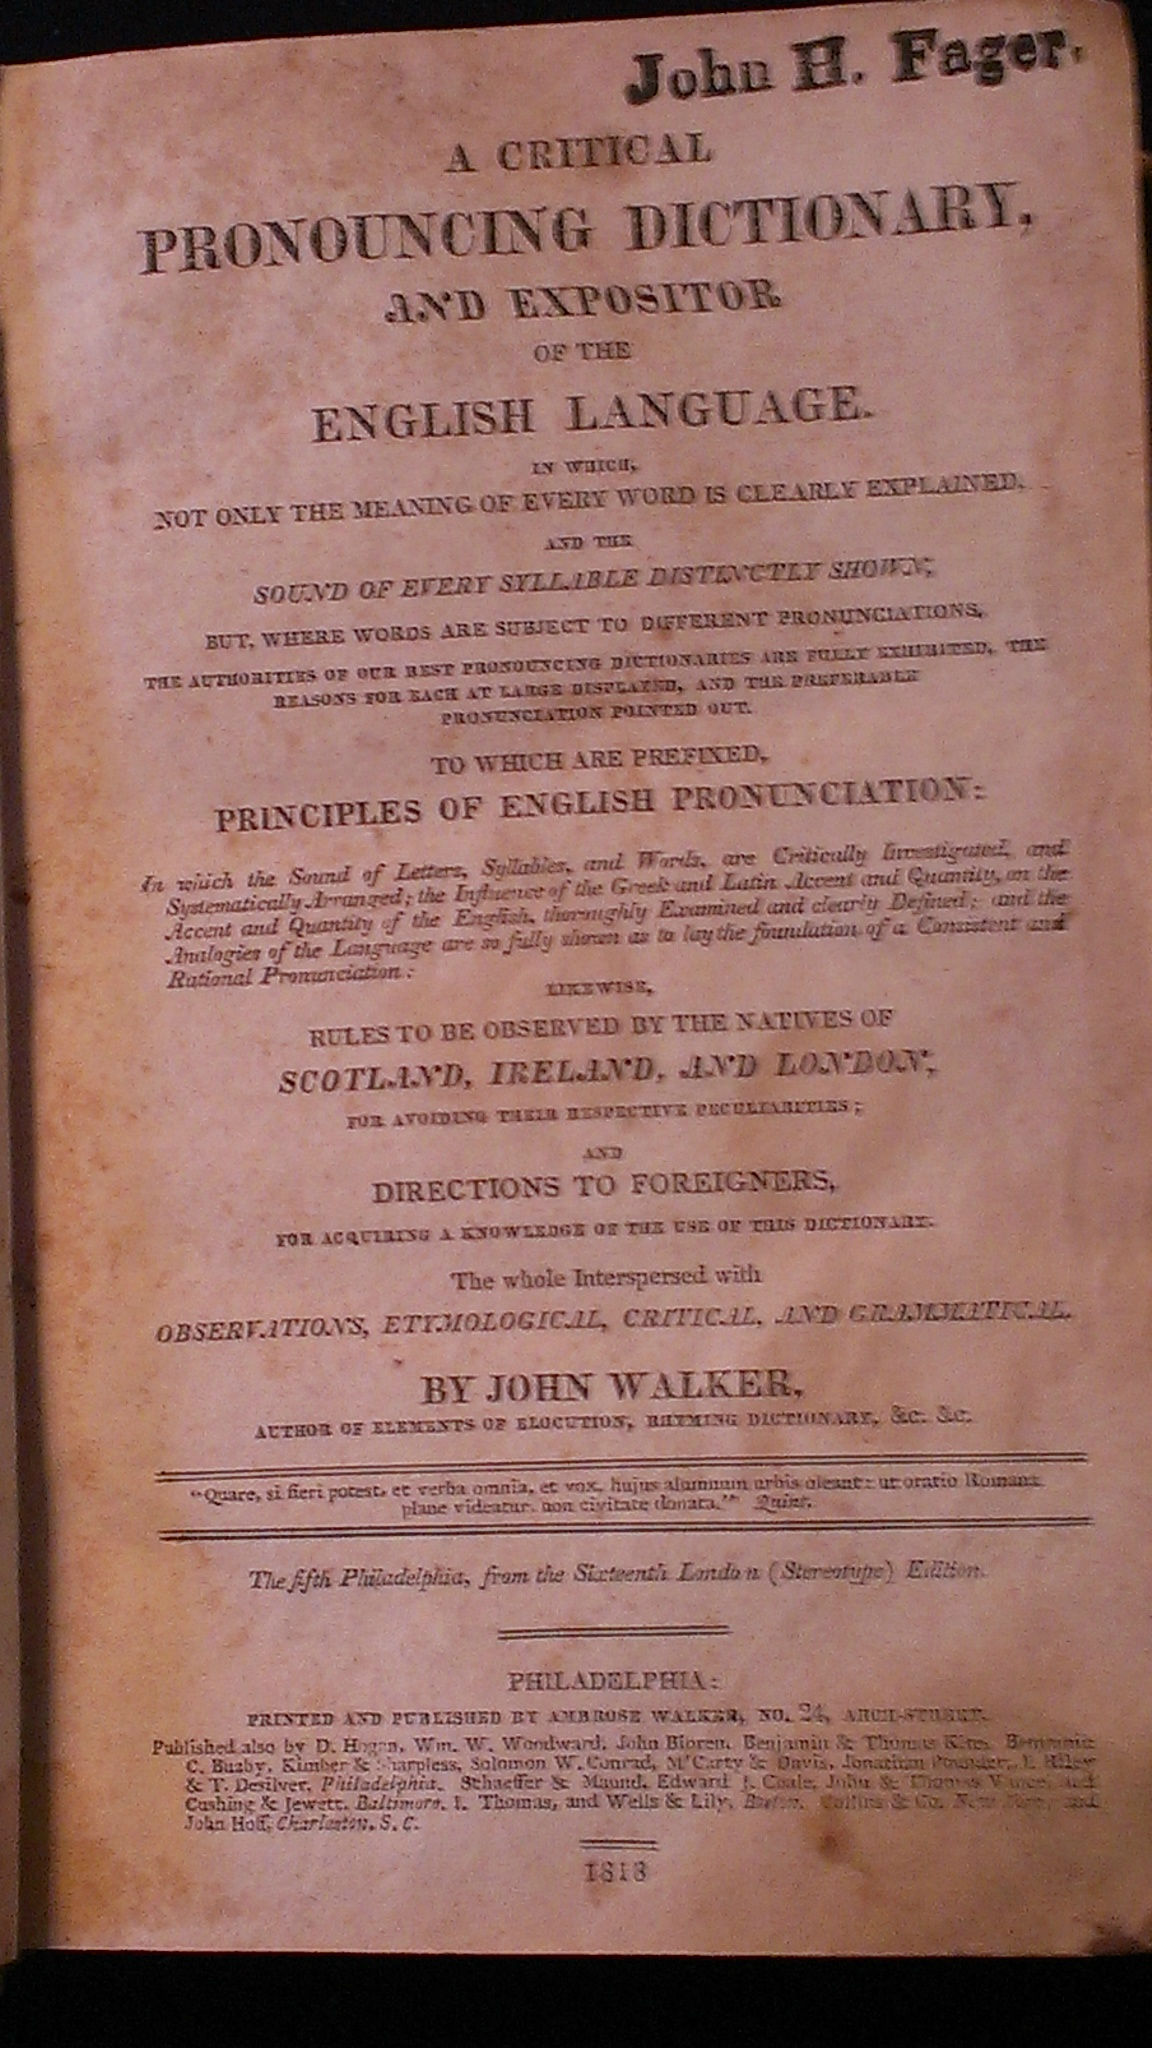 John H. Fager.
A CRITICAL
PRONOUNCING DICTIONARY,
AND EXPOSITOR
OF THE
ENGLISH LANGUAGE.
IN WHICH,
NOT ONLY THE MEANING OF EVERY WORD IS CLEARLY EXPLAINED,
AND THE
SOUND OF EVERY SYLLABLE DISTINCTLY SHOWN;
BUT, WHERE WORDS ARE SUBJECT TO DIFFERENT PRONUNCIATIONS,
THE AUTHORITIES OF OUR BEST PRONOUNCING DICTIONARIES ARE FULLY EXHIBITED, THE
REASONS FOR EACH AT LARGE DISPLAYED, AND THE PREFERABLE
PRONUNCIATION POINTED OUT.
TO WHICH ARE PREFIXED,
PRINCIPLES OF ENGLISH PRONUNCIATION:
In which the Sound of Letters, Syllables, and Words, are Critically Investigated, and
Systematically Arranged; the Influence of the Greek and Latin Accent and Quantity, on the
Accent and Quantity of the English, thoroughly Examined and clearly Defined; and the
Analogies of the Language are so fully shown as to lay the foundation of a Consistent and
Rational Pronunciation:
LIKEWISE,
RULES TO BE OBSERVED BY THE NATIVES OF
SCOTLAND, IRELAND, AND LONDON,
FOR AVOIDING THEIR RESPECTIVE PECULIARITIES;
AND
DIRECTIONS TO FOREIGNERS,
FOR ACQUIRING A KNOWLEDGE OF THE USE OF THIS DICTIONARY.
The whole Interspersed with
OBSERVATIONS, ETYMOLOGICAL, CRITICAL, AND GRAMMATICAL.
BY JOHN WALKER,
AUTHOR OF ELEMENTS OF ELOCUTION, RHYMING DICTIONARY, &c. &c.
"Quare, si fieri potest, et verba omnia, et vox, hujus alumnum urbis oleant: ut oratio Romana
plane videatur, non civitate donata." Quint.
The fifth Philadelphia, from the Sixteenth London (Stereotype) Edition.
PHILADELPHIA:
PRINTED AND PUBLISHED BY AMBROSE WALKER, NO. 24, ARCH-STREET.
Published also by D. Hogan, Wm. W. Woodward, John Bioren, Benjamin & Thomas Kite,
C. Buzby, Kimber & Sharpless, Solomon W. Conrad, M'Carty & Davis, Jonathan
& T. Desilver, Philadelphia. Schaeffer & Maund, Edward J. Coale, John & Thomas Vance, and
Cushing & Jewett, Baltimore. I. Thomas, and Wells & Lily, Boston. Collins & Co. New York, and
John Hoff, Charleston, S. C.
1818